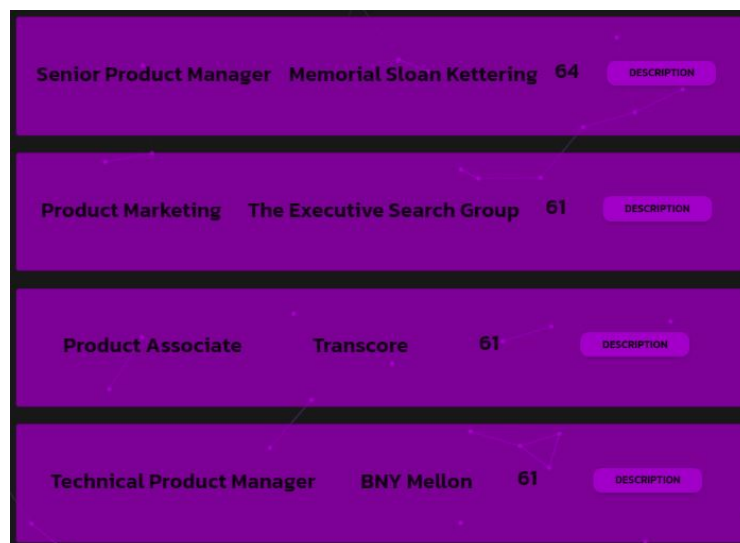 Senior Product Manager Memorial Sloan Kettering 64 DESCRIPTION
Product Marketing The Executive Search Group 61 DESCRIPTION
Product Associate Transcore 61 DESCRIPTION
Technical Product Manager BNY Mellon 61 DESCRIPTION